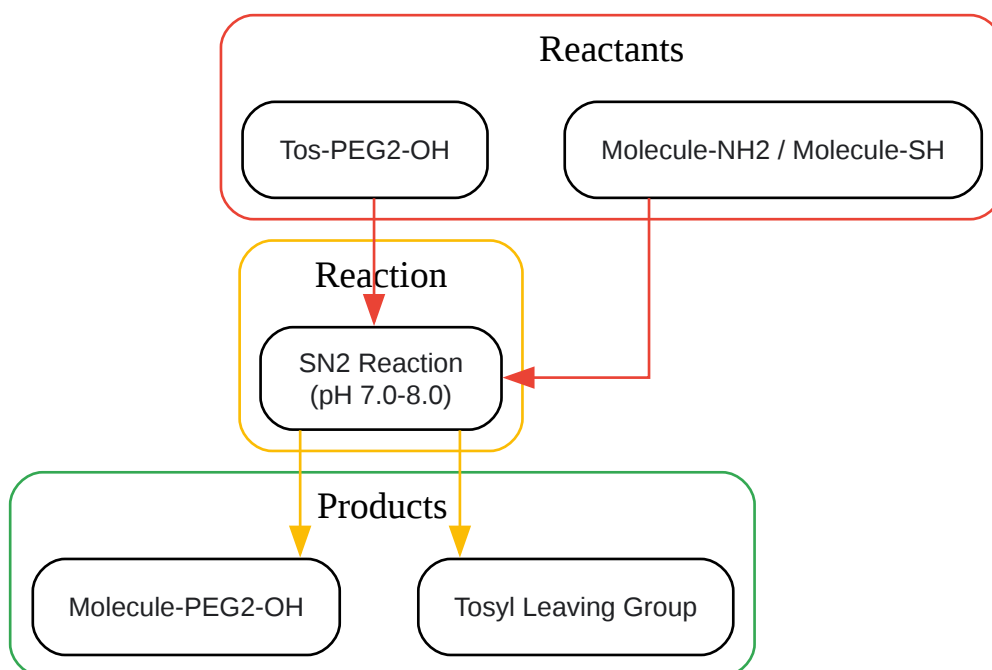 Reactants
Tos-PEG2-OH
Molecule-NH2 / Molecule-SH
Reaction
SN2 Reaction
(pH 7.0-8.0)
Products
Molecule-PEG2-OH
Tosyl Leaving Group